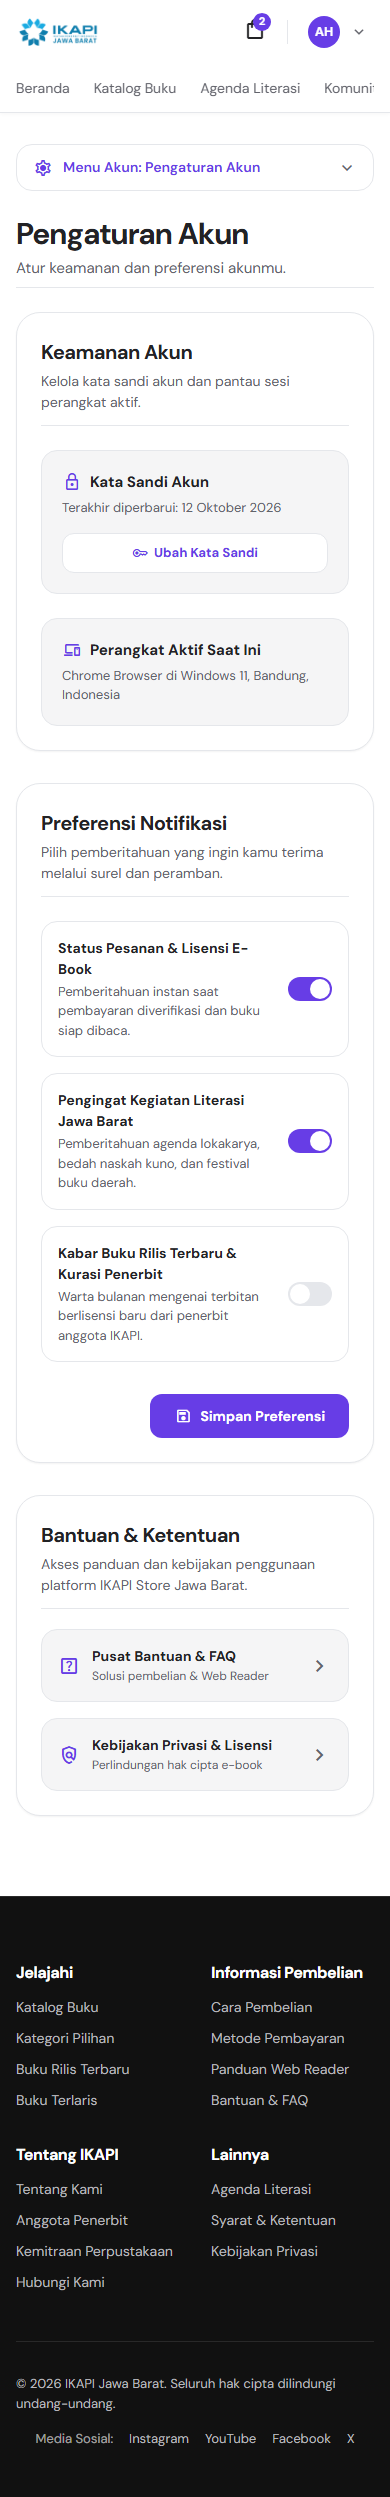 IKAPI
JAWA BARAT
2
AH
Beranda Katalog Buku Agenda Literasi Komunit
Menu Akun: Pengaturan Akun
Pengaturan Akun
Atur keamanan dan preferensi akunmu.
Keamanan Akun
Kelola kata sandi akun dan pantau sesi
perangkat aktif.
Kata Sandi Akun
Terakhir diperbarui: 12 Oktober 2026
Ubah Kata Sandi
Perangkat Aktif Saat Ini
Chrome Browser di Windows 11, Bandung,
Indonesia
Preferensi Notifikasi
Pilih pemberitahuan yang ingin kamu terima
melalui surel dan peramban.
Status Pesanan & Lisensi E-
Book
Pemberitahuan instan saat
pembayaran diverifikasi dan buku
siap dibaca.
Pengingat Kegiatan Literasi
Jawa Barat
Pemberitahuan agenda lokakarya,
bedah naskah kuno, dan festival
buku daerah.
Kabar Buku Rilis Terbaru &
Kurasi Penerbit
Warta bulanan mengenai terbitan
berlisensi baru dari penerbit
anggota IKAPI.
Simpan Preferensi
Bantuan & Ketentuan
Akses panduan dan kebijakan penggunaan
platform IKAPI Store Jawa Barat.
Pusat Bantuan & FAQ
Solusi pembelian & Web Reader
Kebijakan Privasi & Lisensi
Perlindungan hak cipta e-book
Jelajahi
Katalog Buku
Kategori Pilihan
Buku Rilis Terbaru
Buku Terlaris
Informasi Pembelian
Cara Pembelian
Metode Pembayaran
Panduan Web Reader
Bantuan & FAQ
Tentang IKAPI
Tentang Kami
Anggota Penerbit
Kemitraan Perpustakaan
Hubungi Kami
Lainnya
Agenda Literasi
Syarat & Ketentuan
Kebijakan Privasi
© 2026 IKAPI Jawa Barat. Seluruh hak cipta dilindungi
undang-undang.
Media Sosial: Instagram YouTube Facebook X